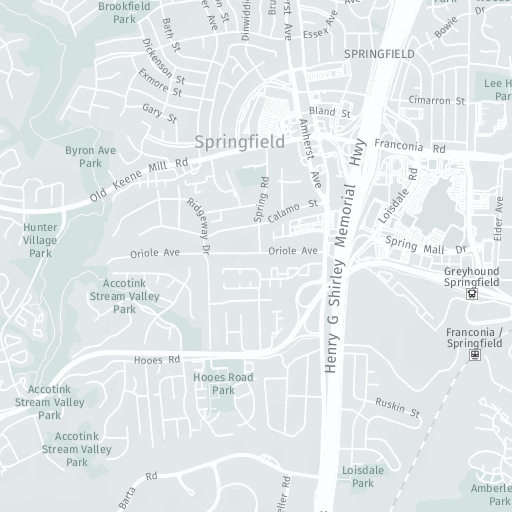 Brookfield
Park
Bath St
Dinwiddie
Essex Ave
Bowie Dr
Dickenson St
Exmore St
SPRINGFIELD
Lee H
Park
Gary St
Bland St
Cimarron St
Amherst Ave
Springfield
Franconia Rd
Byron Ave
Park
Old Keene Mill Rd
Henry G Shirley Memorial Hwy
Loisdale Rd
Ridgeway Dr
Spring Rd
Calamo St
Elder Ave
Hunter
Village
Park
Spring Mall Dr
Oriole Ave
Oriole Ave
Greyhound
Springfield
Accotink
Stream Valley
Park
Franconia /
Springfield
Hooes Rd
Hooes Road
Park
Accotink
Stream Valley
Park
Ruskin St
Accotink
Stream Valley
Park
Barta Rd
Loisdale
Park
eller Rd
Amberle
Park